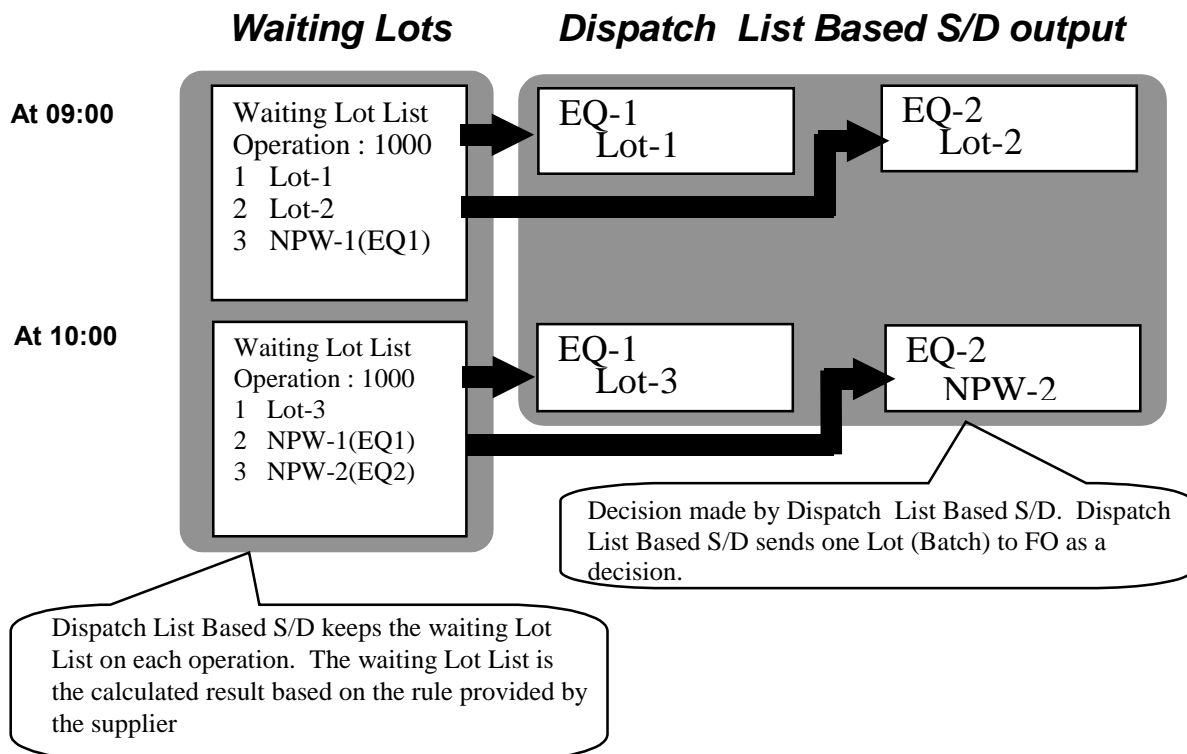 Waiting Lots
Dispatch List Based S/D output
At 09:00
Waiting Lot List
Operation : 1000
1 Lot-1
2 Lot-2
3 NPW-1(EQ1)
EQ-1
Lot-1
EQ-2
Lot-2
At 10:00
Waiting Lot List
Operation : 1000
1 Lot-3
2 NPW-1(EQ1)
3 NPW-2(EQ2)
EQ-1
Lot-3
EQ-2
NPW-2
Decision made by Dispatch List Based S/D. Dispatch
List Based S/D sends one Lot (Batch) to FO as a
decision.
Dispatch List Based S/D keeps the waiting Lot
List on each operation. The waiting Lot List is
the calculated result based on the rule provided by
the supplier